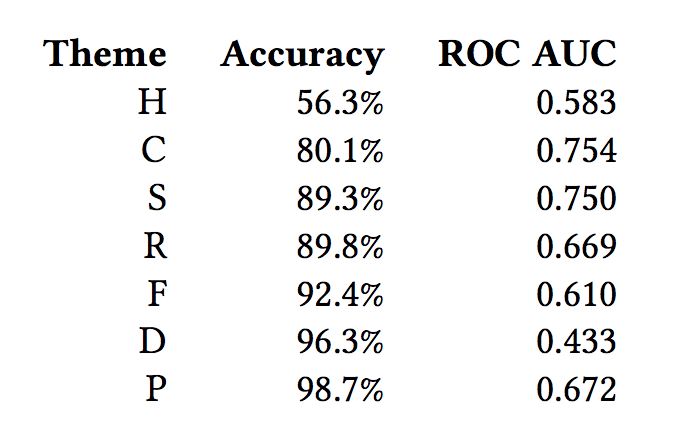 Theme Accuracy ROC AUC
H 56.3% 0.583
C 80.1% 0.754
S 89.3% 0.750
R 89.8% 0.669
F 92.4% 0.610
D 96.3% 0.433
P 98.7% 0.672